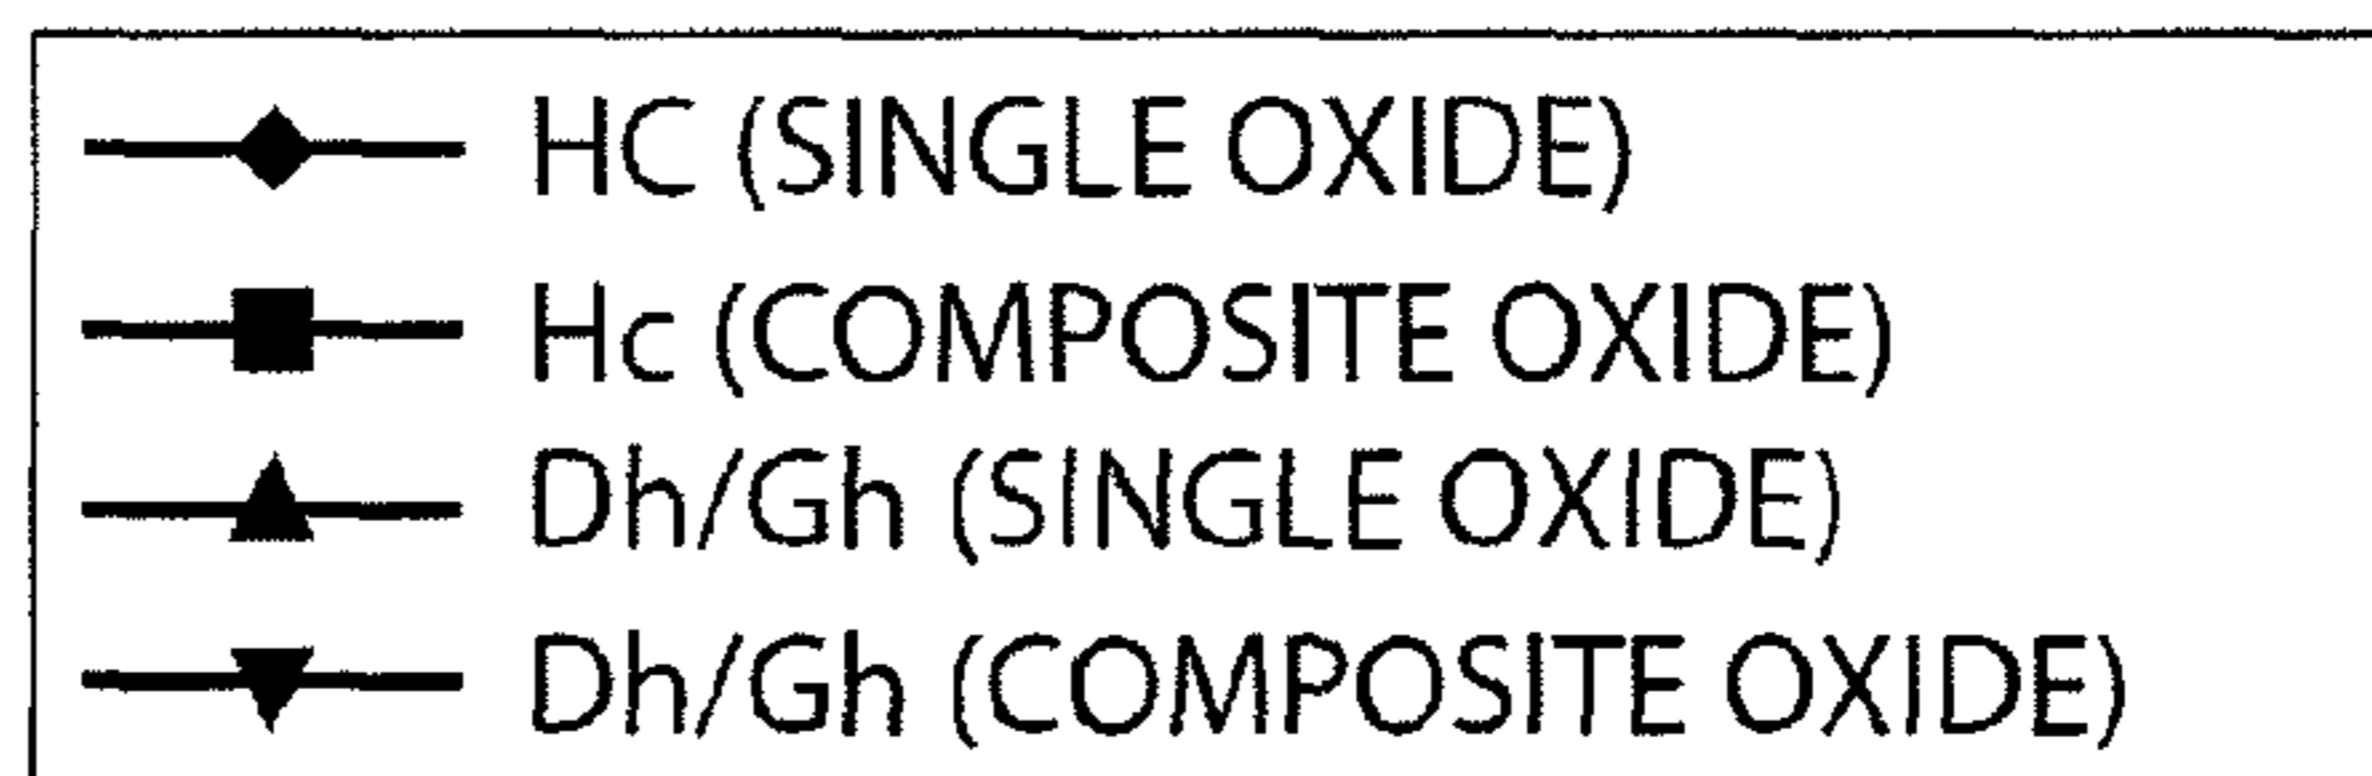 HC (SINGLE OXIDE)
Hc (COMPOSITE OXIDE)
Dh/Gh (SINGLE OXIDE)
Dh/Gh (COMPOSITE OXIDE)